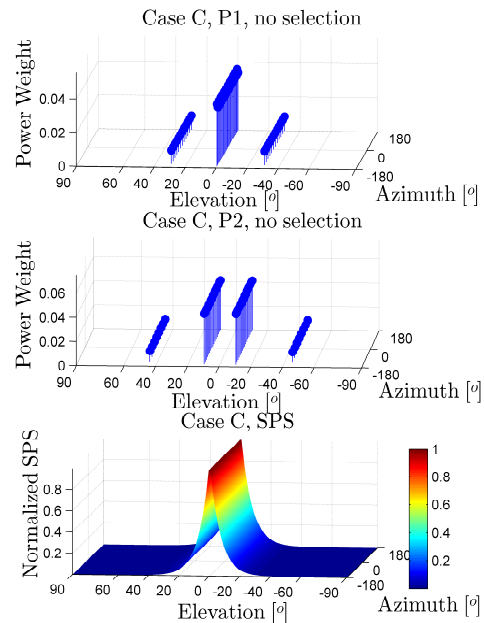 Case C, P1, no selection
Power Weight
0.04
0.02
0
90 60 40 20 0 -20 -40 -60 -90
-180 0 180
Elevation [º]
Azimuth [º]
Case C, P2, no selection
Power Weight
0.06
0.04
0.02
0
80 60 40 20 0 -20 -40 -60 -80
-180 0 180
Elevation [º]
Azimuth [º]
Case C, SPS
Normalized SPS
0.8
0.6
0.4
0.2
90 60 40 20 0 -20 -40 -60 -90
-180 0 180
Elevation [º]
Azimuth [º]
1
0.8
0.6
0.4
0.2